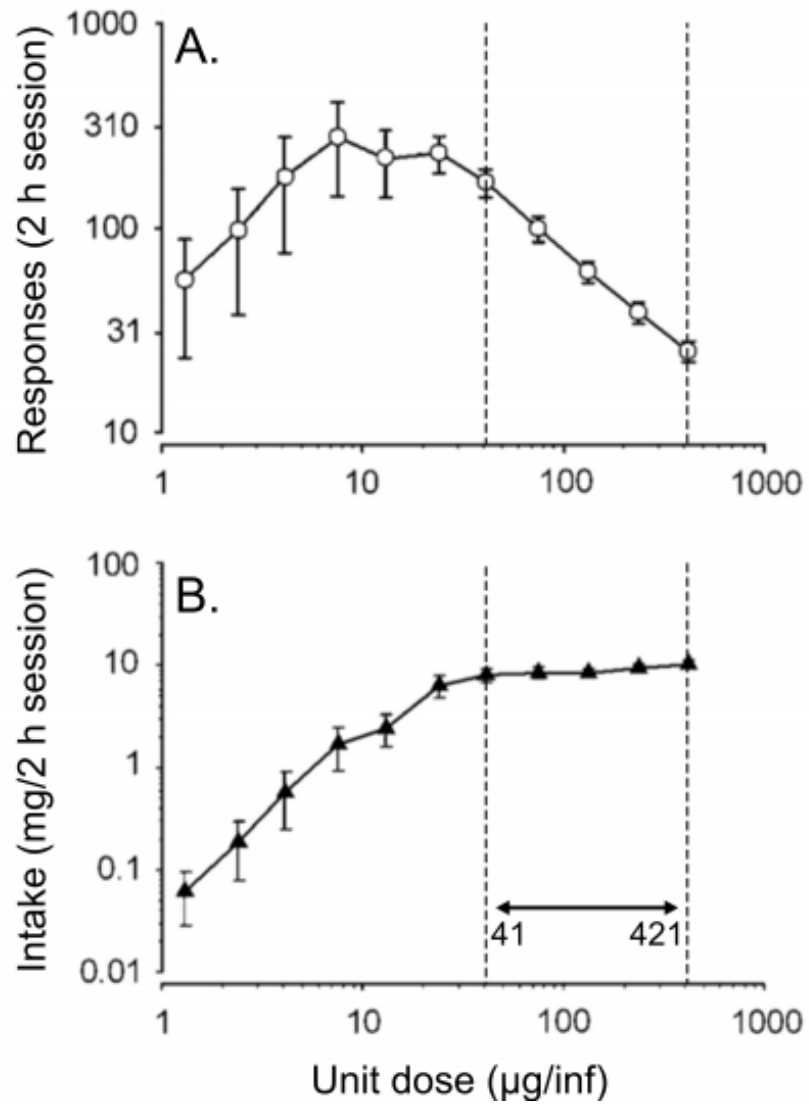 A.
Responses (2 h session)
1000
310
100
31
10
1 10 100 1000
B.
Intake (mg/2 h session)
100
10
1
0.1
0.01
41 421
1 10 100 1000
Unit dose (µg/inf)